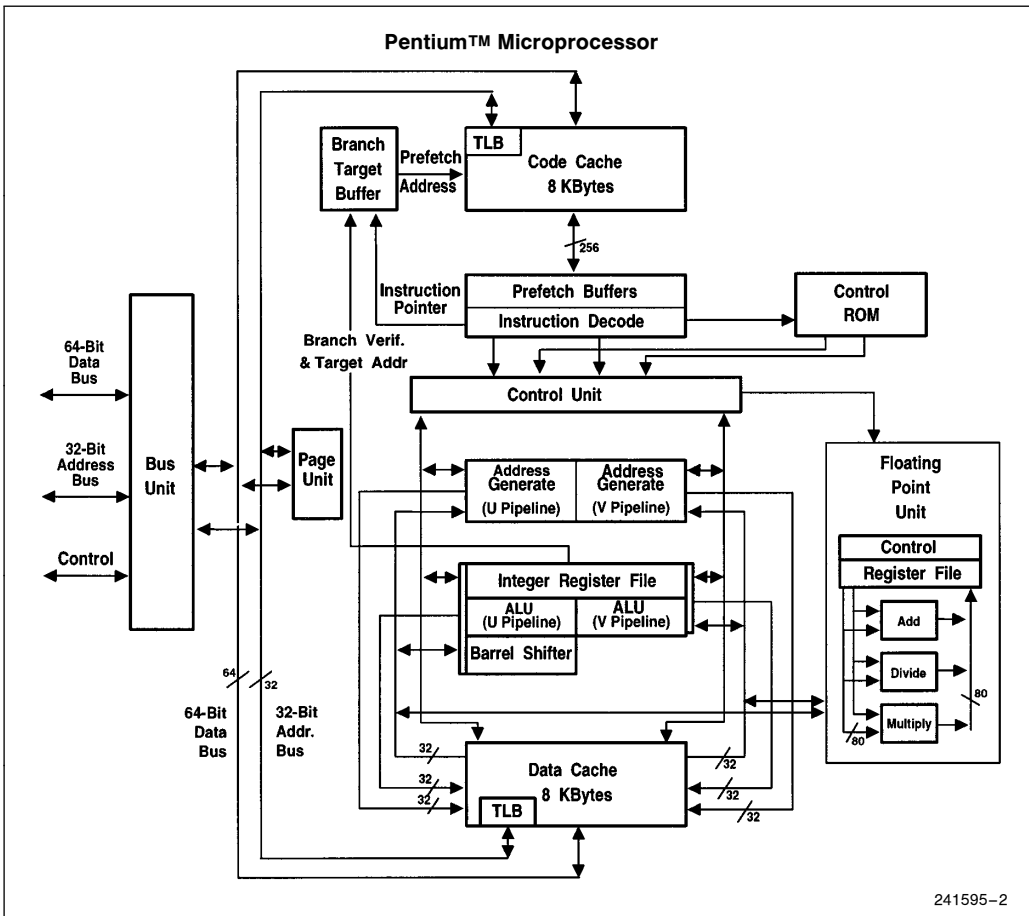 Pentium™ Microprocessor
TLB
Code Cache
8 KBytes
Branch
Target
Buffer
Prefetch
Address
256
Instruction
Pointer
Prefetch Buffers
Instruction Decode
Control
ROM
Branch Verif.
& Target Addr
Control Unit
64-Bit
Data
Bus
32-Bit
Address
Bus
Control
Bus
Unit
Page
Unit
Address
Generate
(U Pipeline)
Address
Generate
(V Pipeline)
Integer Register File
ALU
(U Pipeline)
ALU
(V Pipeline)
Barrel Shifter
Floating
Point
Unit
Control
Register File
Add
Divide
Multiply
80
80
64
32
64-Bit
Data
Bus
32-Bit
Addr.
Bus
32
32
32
32
32
32
Data Cache
8 KBytes
TLB
241595–2